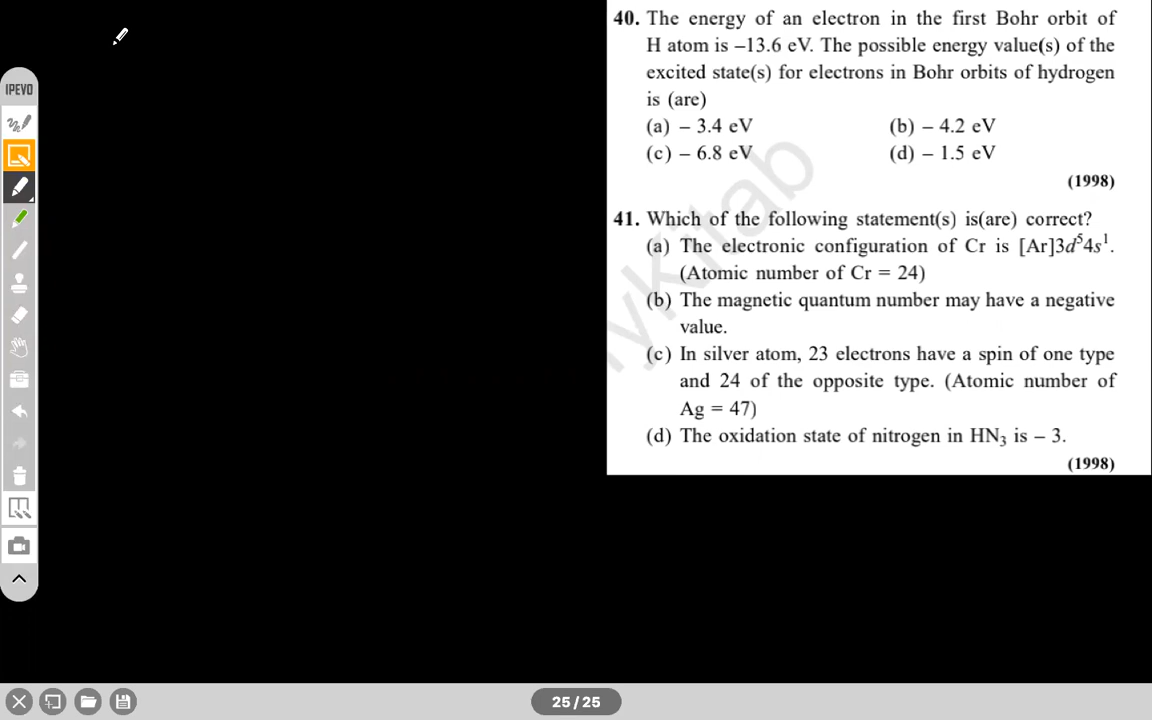 IPEVO
40. The energy of an electron in the first Bohr orbit of
H atom is –13.6 eV. The possible energy value(s) of the
excited state(s) for electrons in Bohr orbits of hydrogen
is (are)
(a) – 3.4 eV (b) – 4.2 eV
(c) – 6.8 eV (d) – 1.5 eV
(1998)
41. Which of the following statement(s) is(are) correct?
(a) The electronic configuration of Cr is [Ar]3d⁵4s¹.
(Atomic number of Cr = 24)
(b) The magnetic quantum number may have a negative
value.
(c) In silver atom, 23 electrons have a spin of one type
and 24 of the opposite type. (Atomic number of
Ag = 47)
(d) The oxidation state of nitrogen in HN₃ is – 3.
(1998)
25 / 25